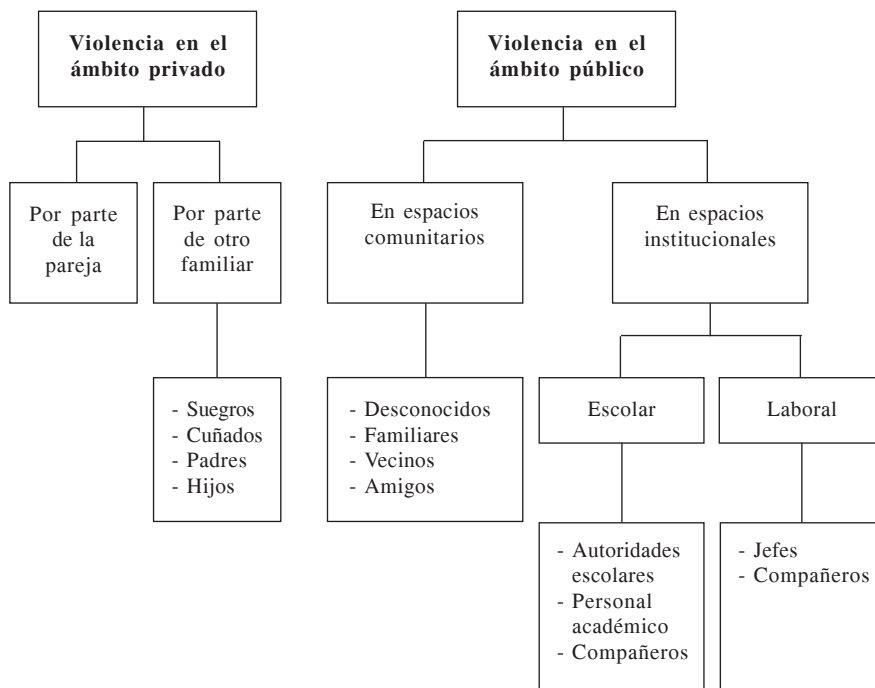 Violencia en el
ámbito privado
Violencia en el
ámbito público
Por parte
de la
pareja
Por parte
de otro
familiar
En espacios
comunitarios
En espacios
institucionales
- Suegros
- Cuñados
- Padres
- Hijos
- Desconocidos
- Familiares
- Vecinos
- Amigos
Escolar
Laboral
- Autoridades
escolares
- Personal
académico
- Compañeros
- Jefes
- Compañeros